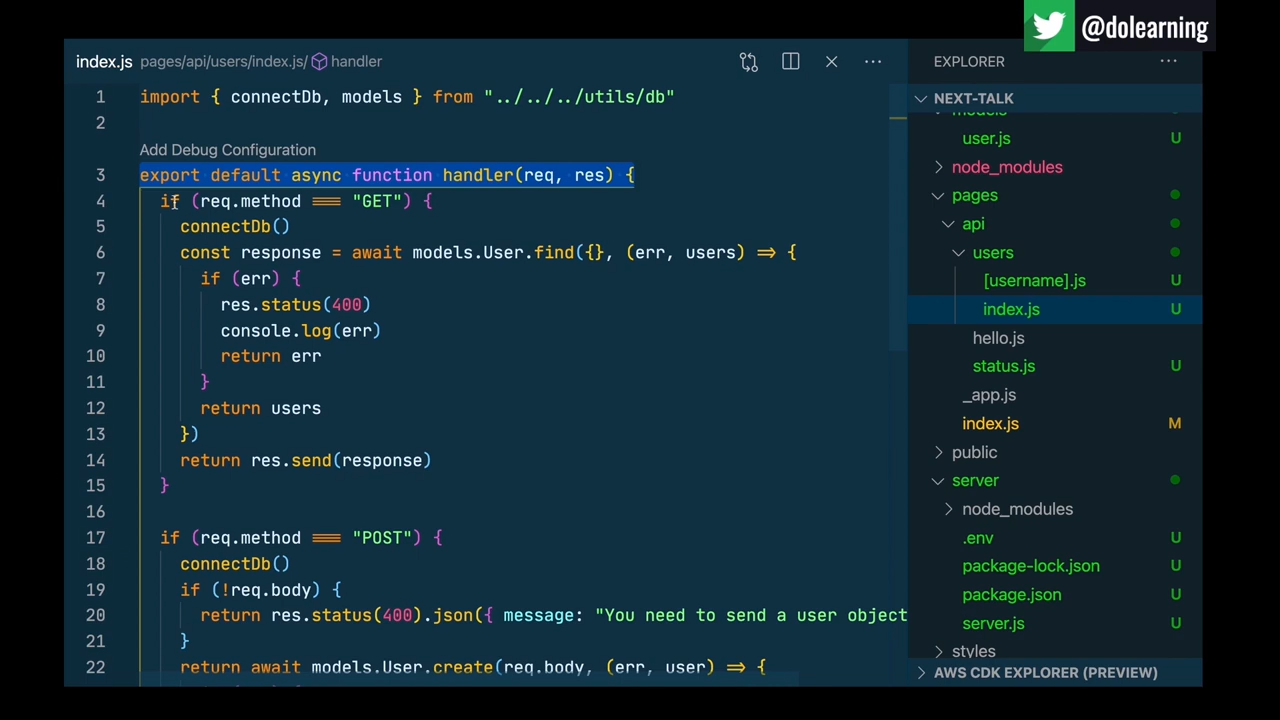 @dolearning
index.js pages/api/users/index.js/ handler
1 import { connectDb, models } from "../../../utils/db"
2
Add Debug Configuration
3 export default async function handler(req, res) {
4 if (req.method === "GET") {
5 connectDb()
6 const response = await models.User.find({}, (err, users) => {
7 if (err) {
8 res.status(400)
9 console.log(err)
10 return err
11 }
12 return users
13 })
14 return res.send(response)
15 }
16
17 if (req.method === "POST") {
18 connectDb()
19 if (!req.body) {
20 return res.status(400).json({ message: "You need to send a user object
21 }
22 return await models.User.create(req.body, (err, user) => {
EXPLORER
NEXT-TALK
models
user.js U
node_modules
pages
api
users
[username].js U
index.js U
hello.js
status.js U
_app.js
index.js M
public
server
node_modules
.env U
package-lock.json U
package.json U
server.js U
styles
AWS CDK EXPLORER (PREVIEW)